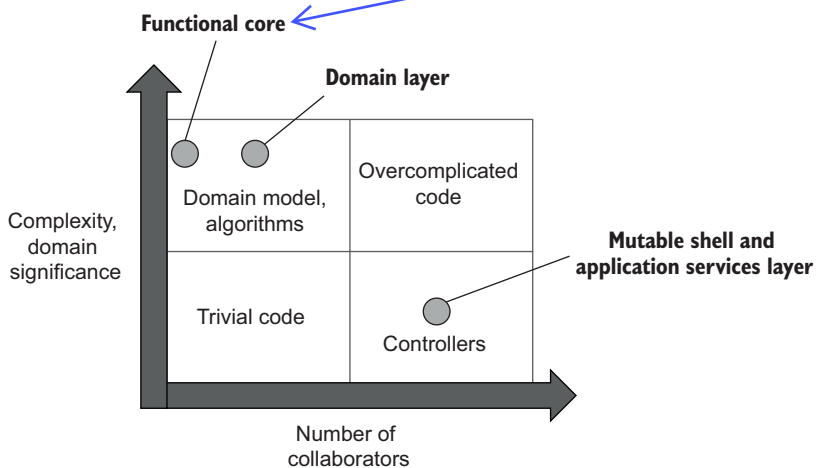 Functional core
Domain layer
Overcomplicated
code
Domain model,
algorithms
Complexity,
domain
significance
Mutable shell and
application services layer
Trivial code
Controllers
Number of
collaborators